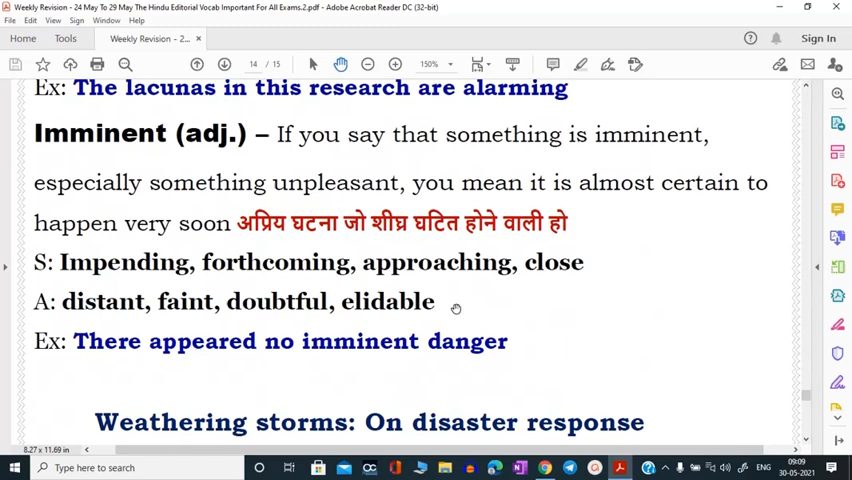 Weekly Revision - 24 May To 29 May The Hindu Editorial Vocab Important For All Exams.2.pdf - Adobe Acrobat Reader DC (32-bit)
File Edit View Sign Window Help
Home Tools Weekly Revision – 2... × Sign In
14 / 15 150%
Ex: The lacunas in this research are alarming
Imminent (adj.) – If you say that something is imminent,
especially something unpleasant, you mean it is almost certain to
happen very soon अप्रिय घटना जो शीघ्र घटित होने वाली हो
S: Impending, forthcoming, approaching, close
A: distant, faint, doubtful, elidable
Ex: There appeared no imminent danger
Weathering storms: On disaster response
8.27 x 11.69 in
Type here to search
ENG
09:09
30-05-2021